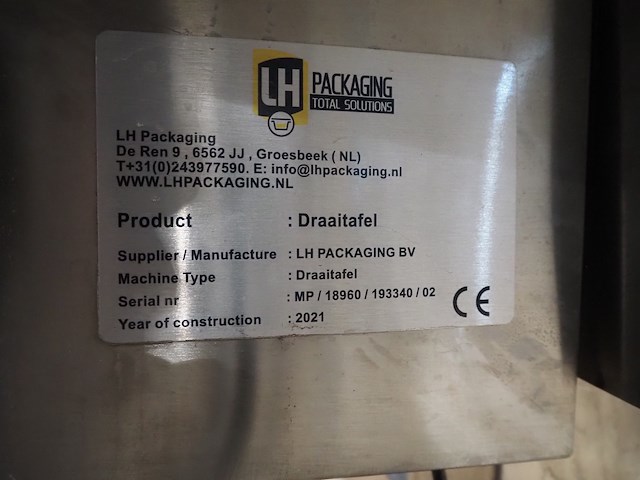 LH PACKAGING
TOTAL SOLUTIONS
LH Packaging
De Ren 9 , 6562 JJ , Groesbeek ( NL)
T+31(0)243977590. E: info@lhpackaging.nl
WWW.LHPACKAGING.NL
Product : Draaitafel
Supplier / Manufacture : LH PACKAGING BV
Machine Type : Draaitafel
Serial nr : MP / 18960 / 193340 / 02
Year of construction : 2021
CE